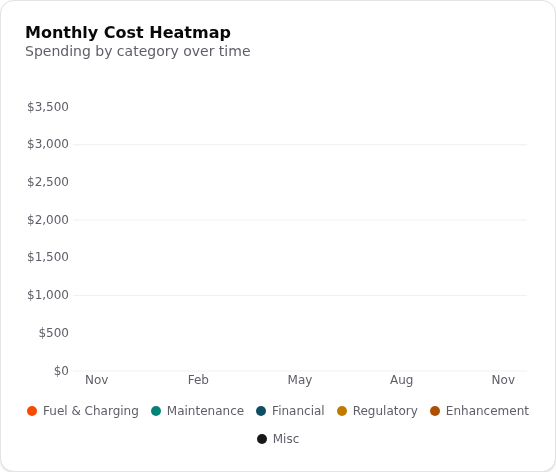 Monthly Cost Heatmap
Spending by category over time
$3,500
$3,000
$2,500
$2,000
$1,500
$1,000
$500
$0
Nov Feb May Aug Nov
Fuel & Charging Maintenance Financial Regulatory Enhancement
Misc